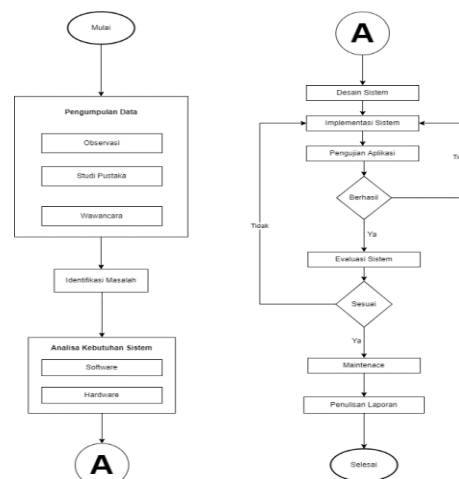 Mulai
Pengumpulan Data
Observasi
Studi Pustaka
Wawancara
Identifikasi Masalah
Analisa Kebutuhan Sistem
Software
Hardware
A
A
Desain Sistem
Implementasi Sistem
Pengujian Aplikasi
Berhasil
Tidak
Ya
Evaluasi Sistem
Sesuai
Ya
Maintenace
Penulisan Laporan
Selesai